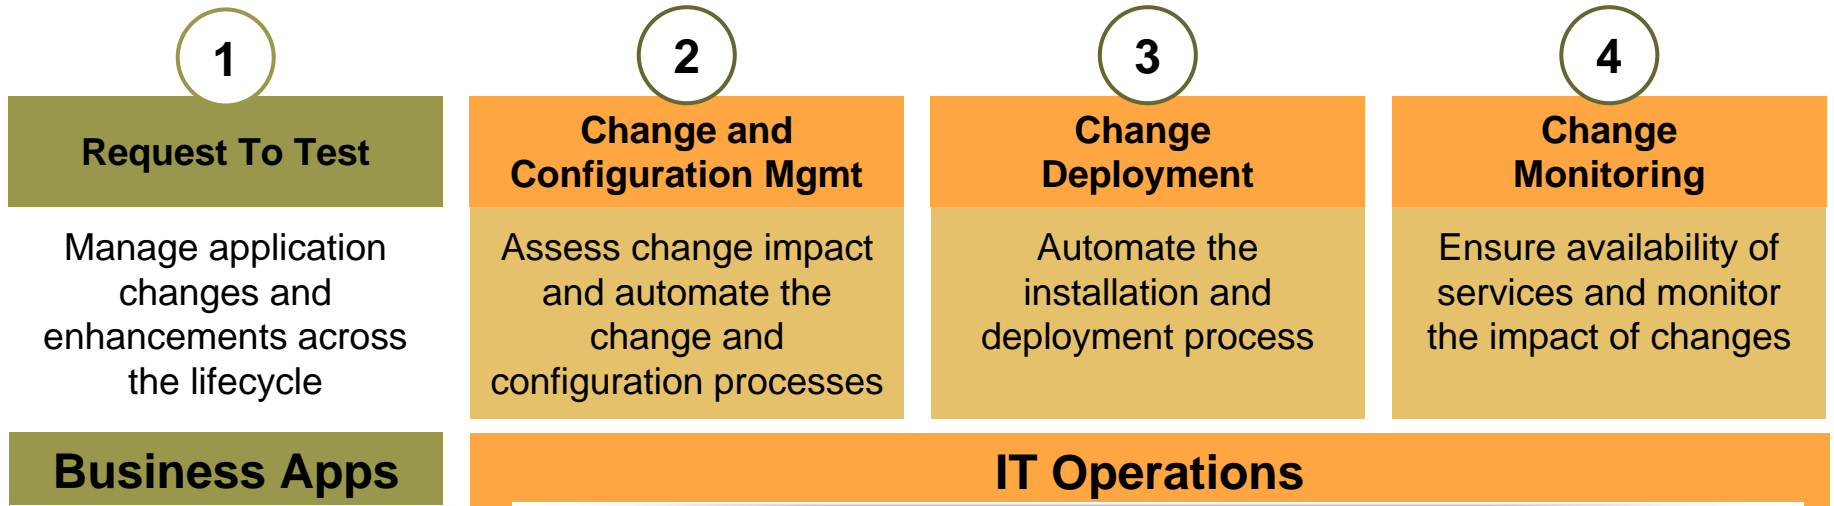 1
Request To Test
Manage application
changes and
enhancements across
the lifecycle
Business Apps
2
Change and
Configuration Mgmt
Assess change impact
and automate the
change and
configuration processes
3
Change
Deployment
Automate the
installation and
deployment process
4
Change
Monitoring
Ensure availability of
services and monitor
the impact of changes
IT Operations